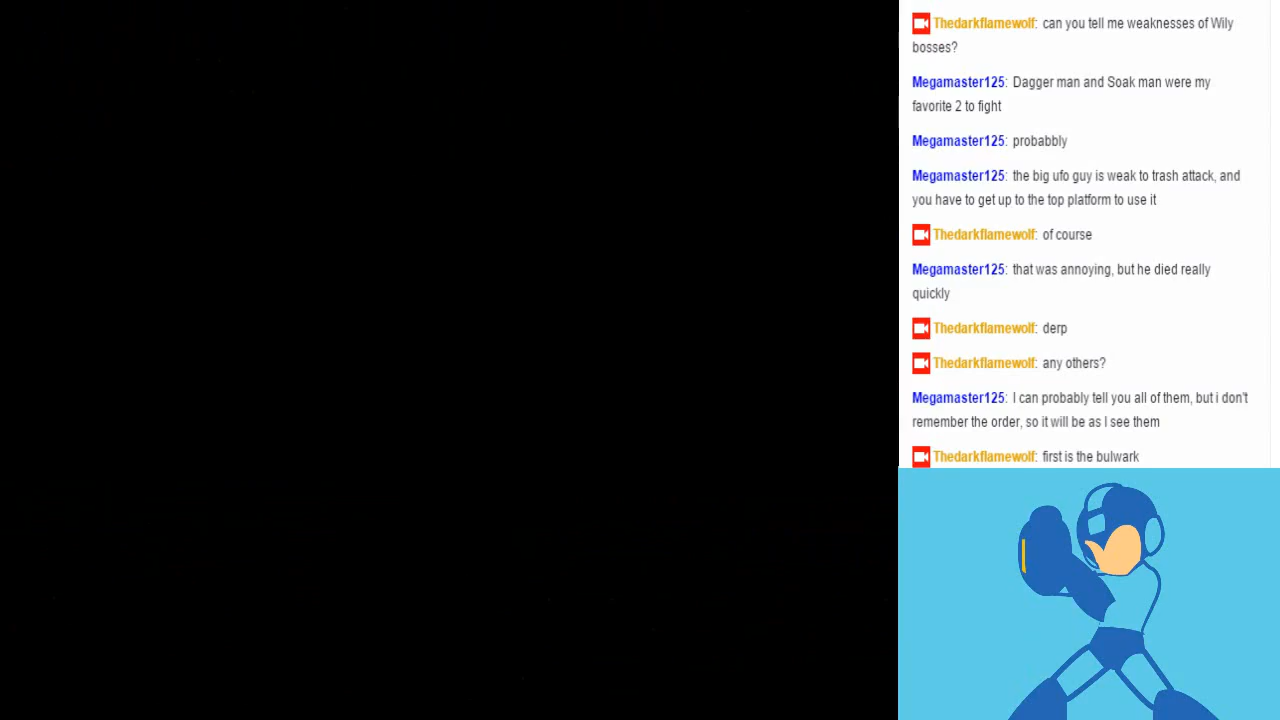 Thedarkflamewolf: can you tell me weaknesses of Wily
bosses?
Megamaster125: Dagger man and Soak man were my
favorite 2 to fight
Megamaster125: probabbly
Megamaster125: the big ufo guy is weak to trash attack, and
you have to get up to the top platform to use it
Thedarkflamewolf: of course
Megamaster125: that was annoying, but he died really
quickly
Thedarkflamewolf: derp
Thedarkflamewolf: any others?
Megamaster125: I can probably tell you all of them, but i don't
remember the order, so it will be as I see them
Thedarkflamewolf: first is the bulwark